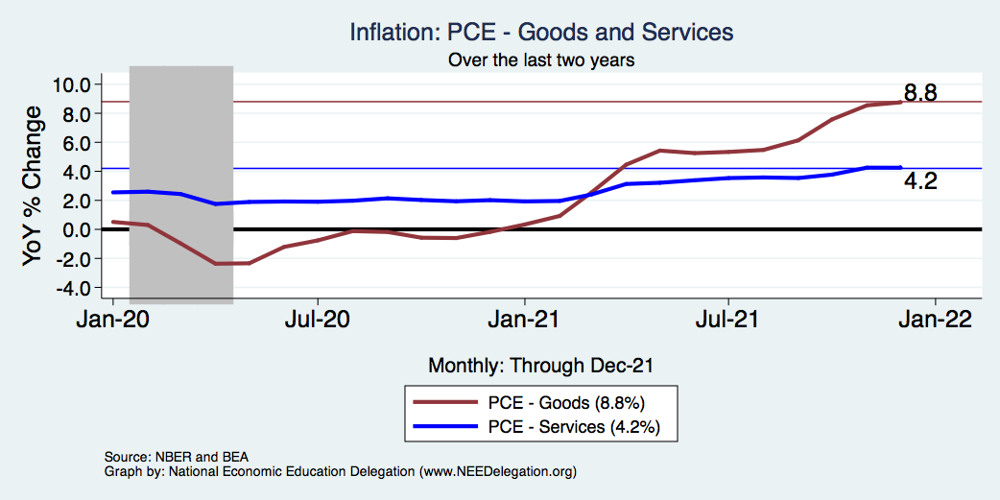 Inflation: PCE - Goods and Services
Over the last two years
YoY % Change
10.0
8.0
6.0
4.0
2.0
0.0
-2.0
-4.0
8.8
4.2
Jan-20 Jul-20 Jan-21 Jul-21 Jan-22
Monthly: Through Dec-21
PCE - Goods (8.8%)
PCE - Services (4.2%)
Source: NBER and BEA
Graph by: National Economic Education Delegation (www.NEEDelegation.org)